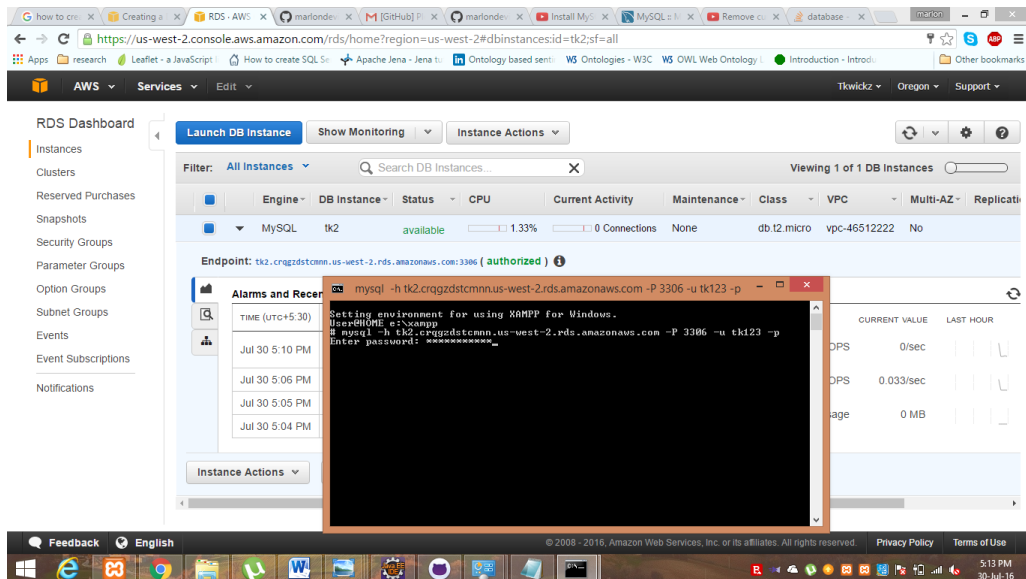 G how to cre
Creating a
RDS · AWS
marlondev
M [GitHub] Pl
marlondev
Install MyS
MySQL ::
Remove cu
database -
marlon
https://us-west-2.console.aws.amazon.com/rds/home?region=us-west-2#dbinstances:id=tk2;sf=all
Apps research Leaflet - a JavaScript How to create SQL Se Apache Jena - Jena tu Ontology based senti W3 Ontologies - W3C W3 OWL Web Ontology Introduction - Introdu Other bookmarks
AWS Services Edit Tkwickz Oregon Support
RDS Dashboard
Instances
Clusters
Reserved Purchases
Snapshots
Security Groups
Parameter Groups
Option Groups
Subnet Groups
Events
Event Subscriptions
Notifications
Launch DB Instance Show Monitoring Instance Actions
Filter: All Instances Search DB Instances... Viewing 1 of 1 DB Instances
Engine DB Instance Status CPU Current Activity Maintenance Class VPC Multi-AZ Replicati
MySQL tk2 available 1.33% 0 Connections None db.t2.micro vpc-46512222 No
Endpoint: tk2.crqgzdstcmnn.us-west-2.rds.amazonaws.com:3306 ( authorized )
Alarms and Recen
TIME (UTC+5:30)
Jul 30 5:10 PM
Jul 30 5:06 PM
Jul 30 5:05 PM
Jul 30 5:04 PM
CURRENT VALUE LAST HOUR
OPS 0/sec
OPS 0.033/sec
sage 0 MB
mysql -h tk2.crqgzdstcmnn.us-west-2.rds.amazonaws.com -P 3306 -u tk123 -p
Setting environment for using XAMPP for Windows.
User@HOME e:\xampp
# mysql -h tk2.crqgzdstcmnn.us-west-2.rds.amazonaws.com -P 3306 -u tk123 -p
Enter password: ***********_
Instance Actions
Feedback English © 2008 - 2016, Amazon Web Services, Inc. or its affiliates. All rights reserved. Privacy Policy Terms of Use
5:13 PM
30-Jul-16